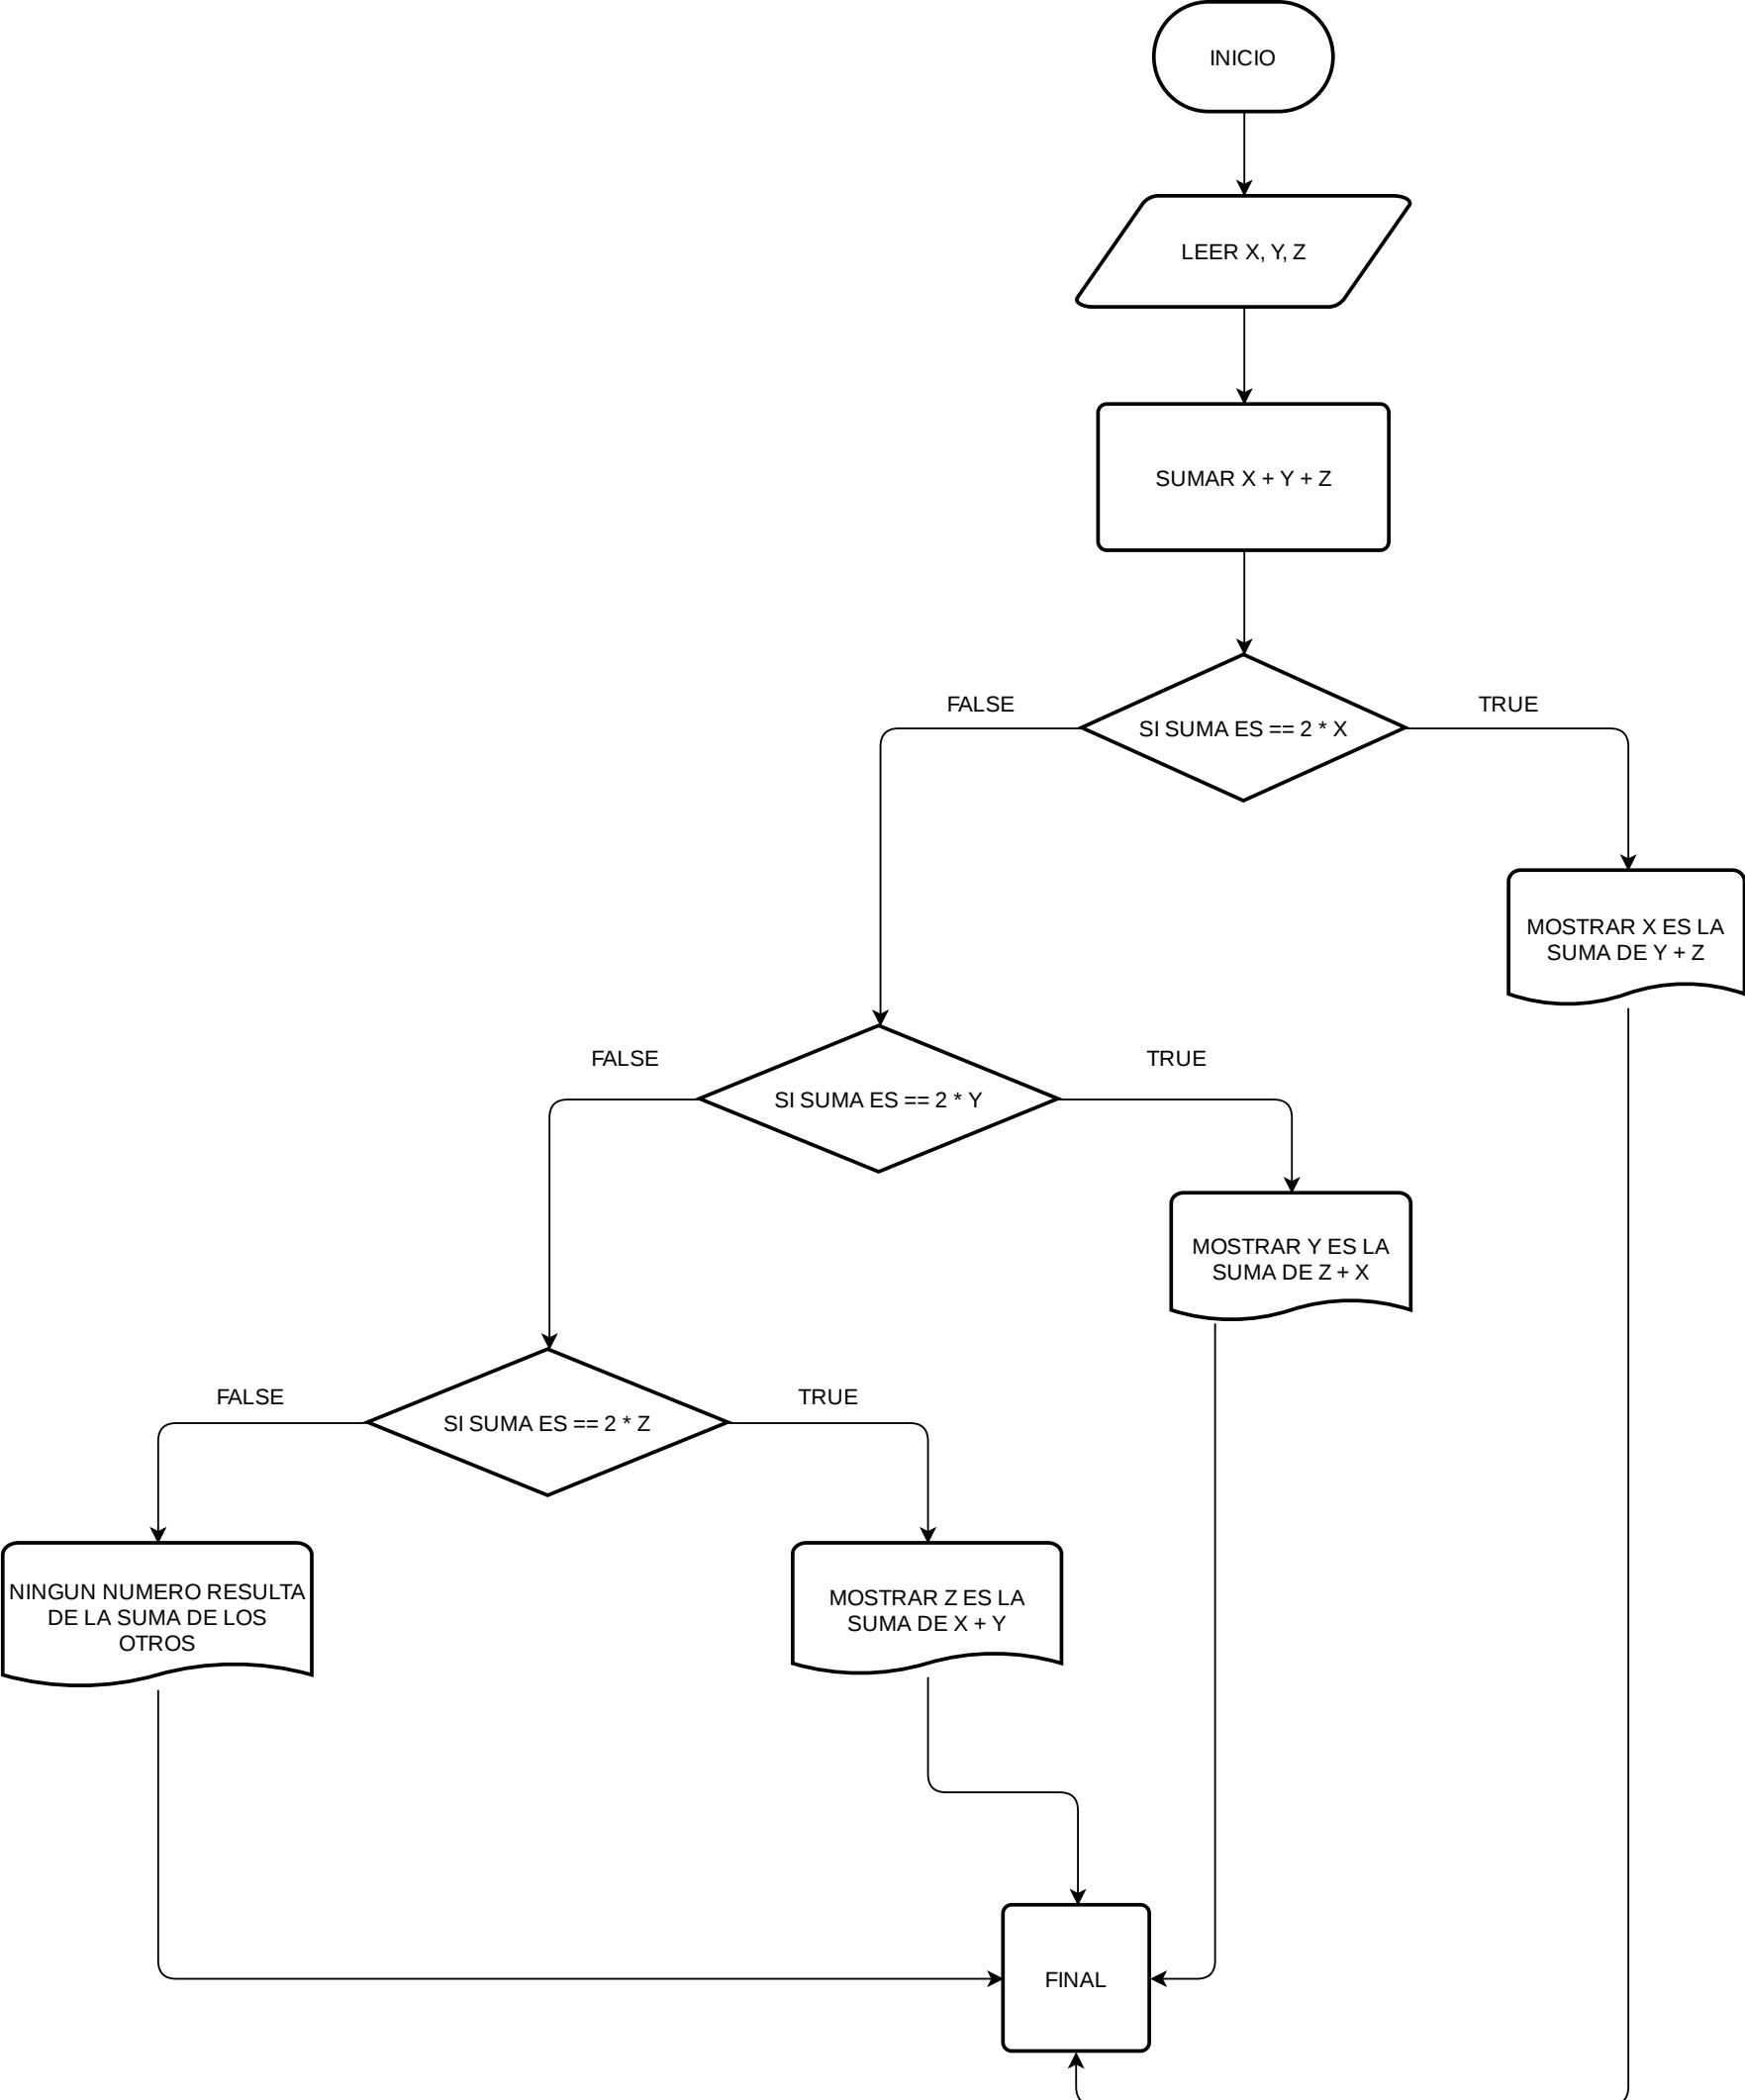 INICIO
LEER X, Y, Z
SUMAR X + Y + Z
FALSE
TRUE
SI SUMA ES == 2 * X
MOSTRAR X ES LA
SUMA DE Y + Z
FALSE
TRUE
SI SUMA ES == 2 * Y
MOSTRAR Y ES LA
SUMA DE Z + X
FALSE
TRUE
SI SUMA ES == 2 * Z
NINGUN NUMERO RESULTA
DE LA SUMA DE LOS
OTROS
MOSTRAR Z ES LA
SUMA DE X + Y
FINAL